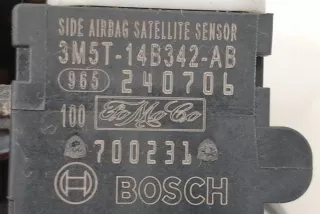 SIDE AIRBAG SATELLITE SENSOR
3M5T-14B342-AB
965 240706
100 FoMoCo
700231
BOSCH